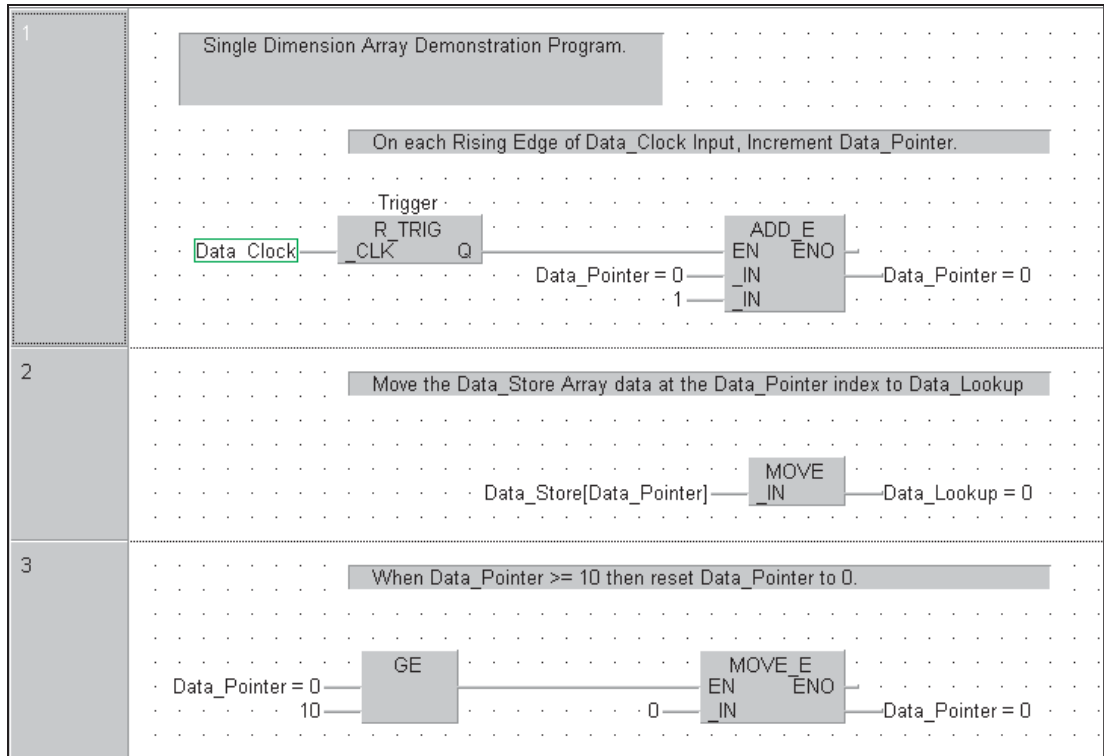 1
Single Dimension Array Demonstration Program.
On each Rising Edge of Data_Clock Input, Increment Data_Pointer.
Trigger
R_TRIG
Data_Clock
_CLK Q
ADD_E
EN ENO
Data_Pointer = 0 _IN Data_Pointer = 0
1 _IN
2
Move the Data_Store Array data at the Data_Pointer index to Data_Lookup
MOVE
Data_Store[Data_Pointer] _IN Data_Lookup = 0
3
When Data_Pointer >= 10 then reset Data_Pointer to 0.
GE
Data_Pointer = 0
10
MOVE_E
EN ENO
0 _IN Data_Pointer = 0